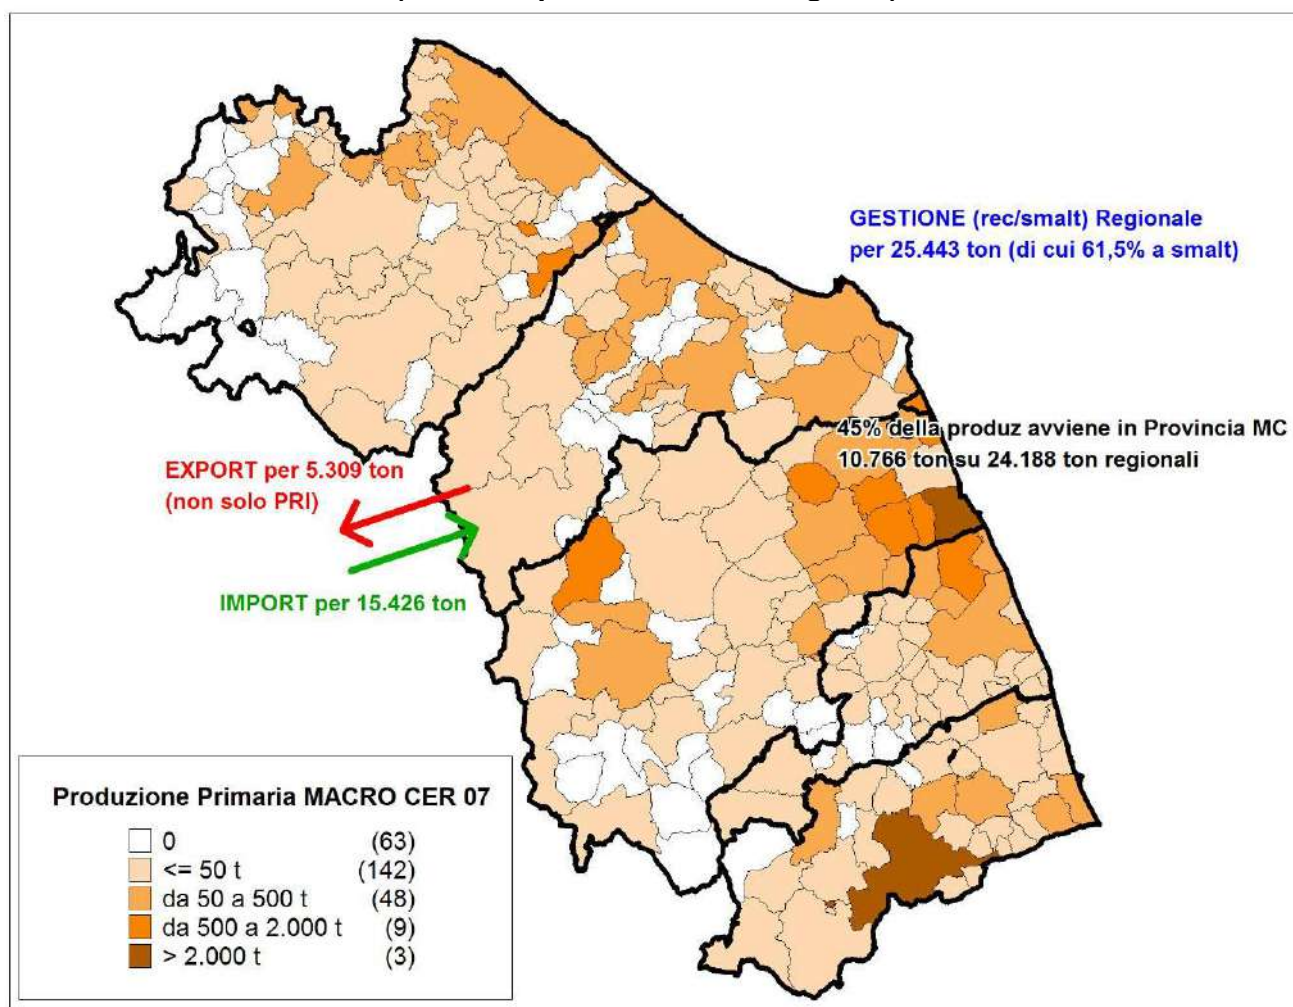 GESTIONE (rec/smalt) Regionale
per 25.443 ton (di cui 61,5% a smalt)
45% della produz avviene in Provincia MC
10.766 ton su 24.188 ton regionali
EXPORT per 5.309 ton
(non solo PRI)
IMPORT per 15.426 ton
Produzione Primaria MACRO CER 07
0 (63)
<= 50 t (142)
da 50 a 500 t (48)
da 500 a 2.000 t (9)
> 2.000 t (3)